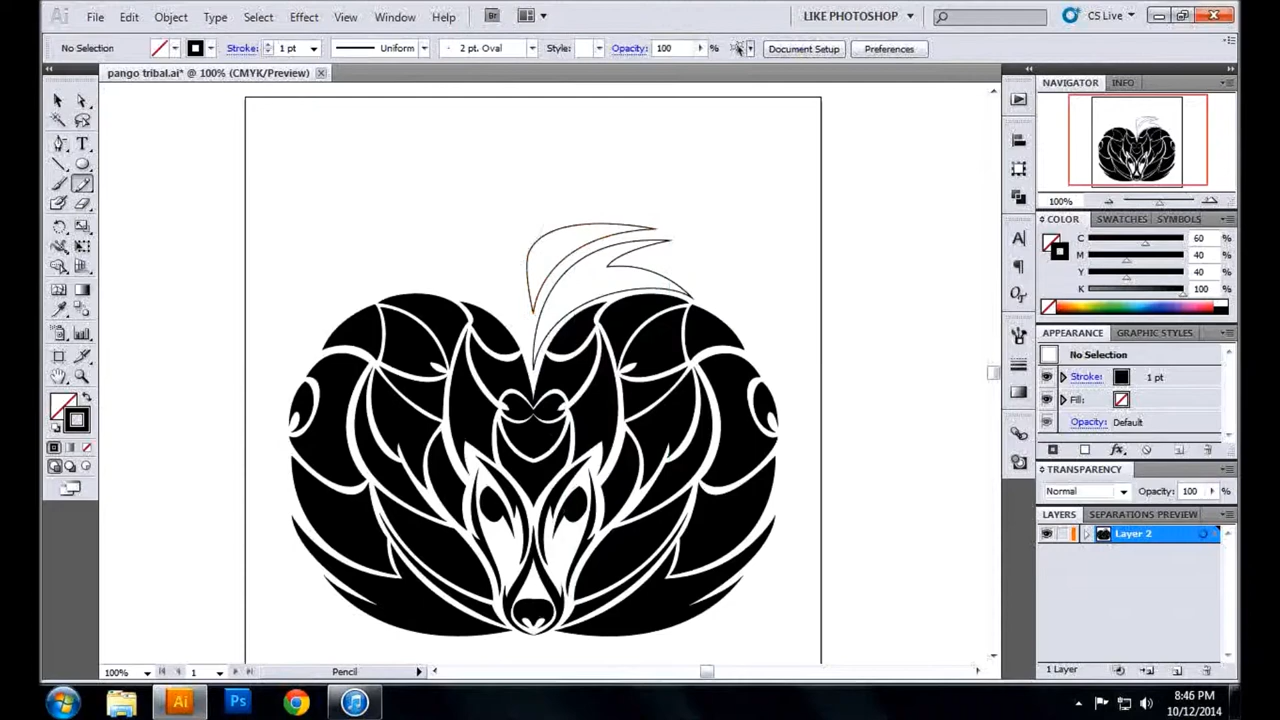 Ai File Edit Object Type Select Effect View Window Help Br LIKE PHOTOSHOP CS Live
No Selection Stroke: 1 pt Uniform 2 pt. Oval Style: Opacity: 100 % Document Setup Preferences
pango tribal.ai* @ 100% (CMYK/Preview)
NAVIGATOR INFO
100%
COLOR SWATCHES SYMBOLS
C 60 %
M 40 %
Y 40 %
K 100 %
APPEARANCE GRAPHIC STYLES
No Selection
Stroke: 1 pt
Fill:
Opacity: Default
fx
TRANSPARENCY
Normal Opacity: 100 %
LAYERS SEPARATIONS PREVIEW
Layer 2
1 Layer
100% 1 Pencil
Ai Ps
8:46 PM
10/12/2014